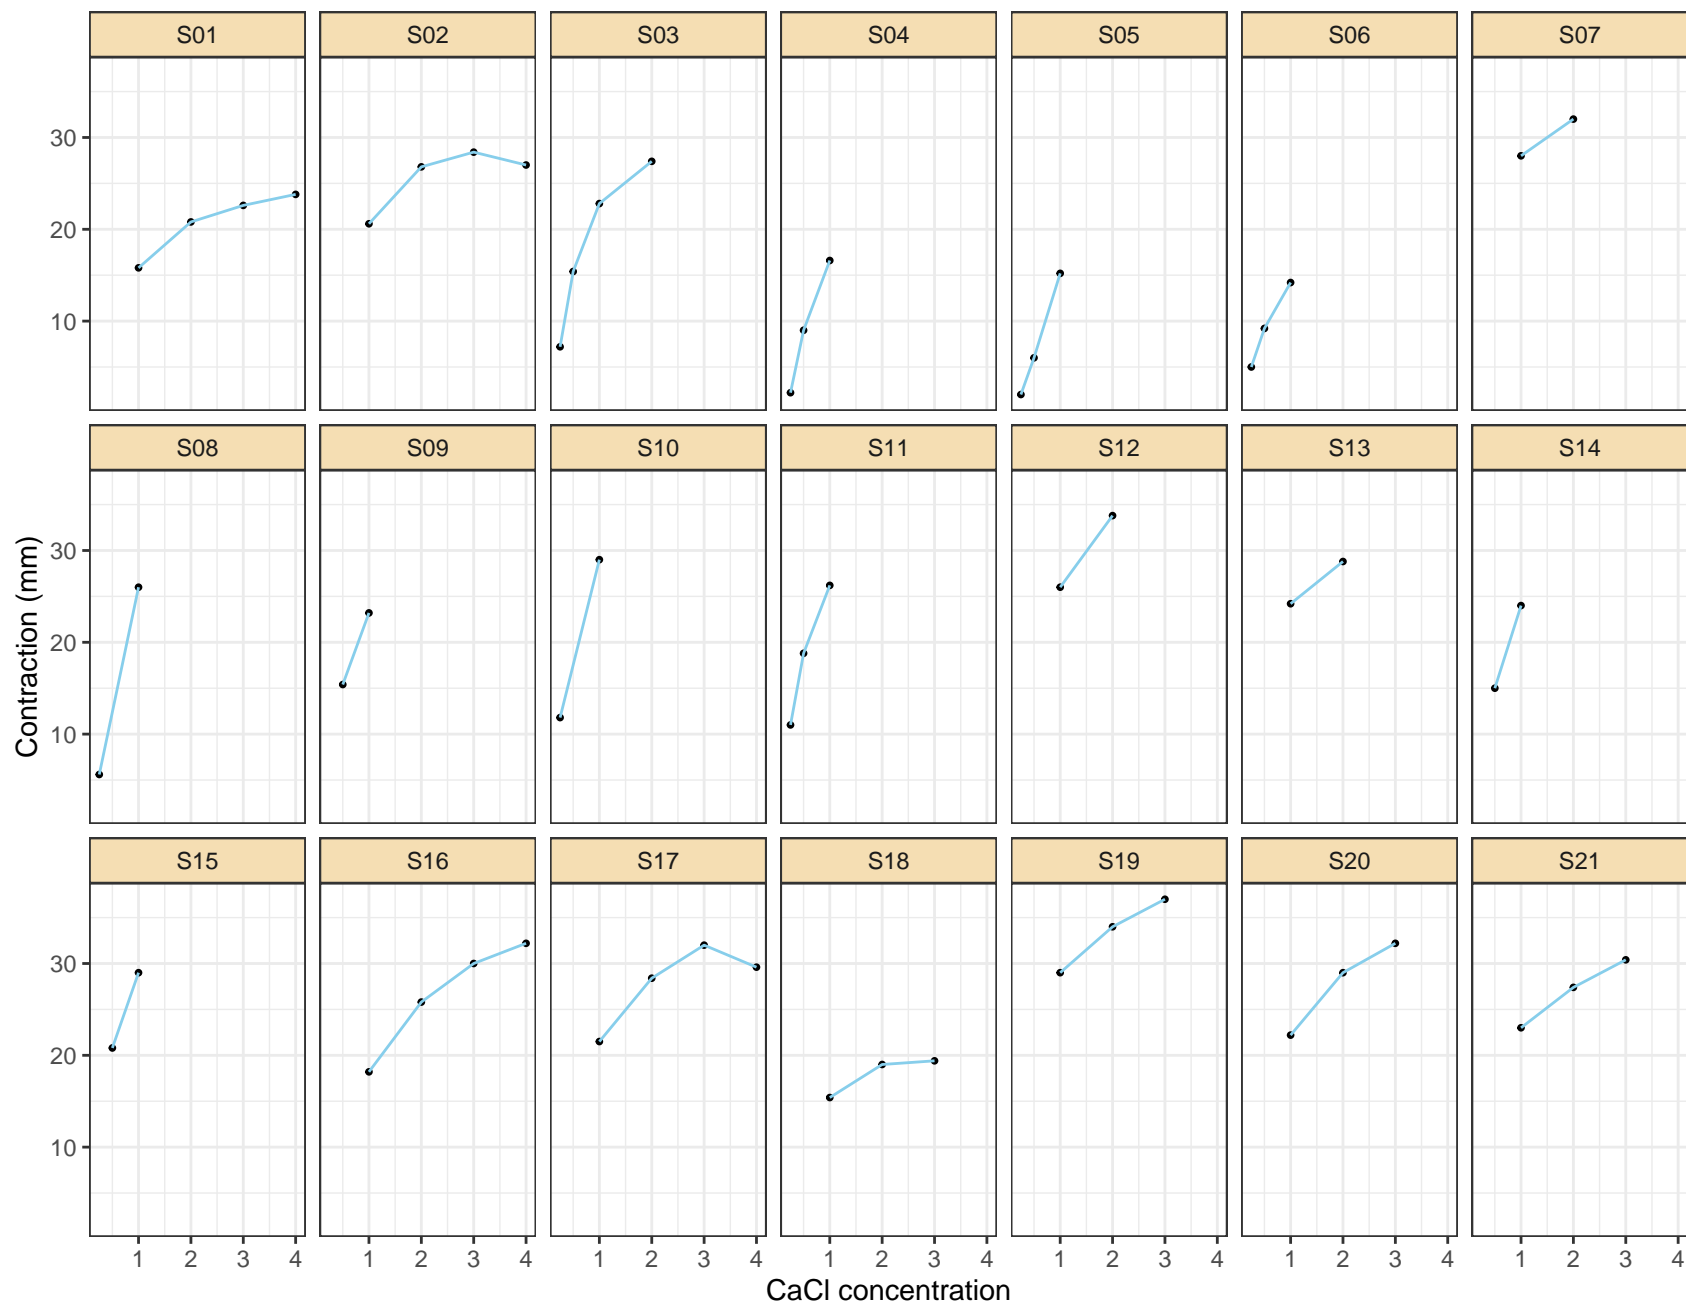 S01 S02 S03 S04 S05 S06 S07
30
20
10
S08 S09 S10 S11 S12 S13 S14
30
20
10
Contraction (mm)
S15 S16 S17 S18 S19 S20 S21
30
20
10
1 2 3 4 1 2 3 4 1 2 3 4 1 2 3 4 1 2 3 4 1 2 3 4 1 2 3 4
CaCl concentration